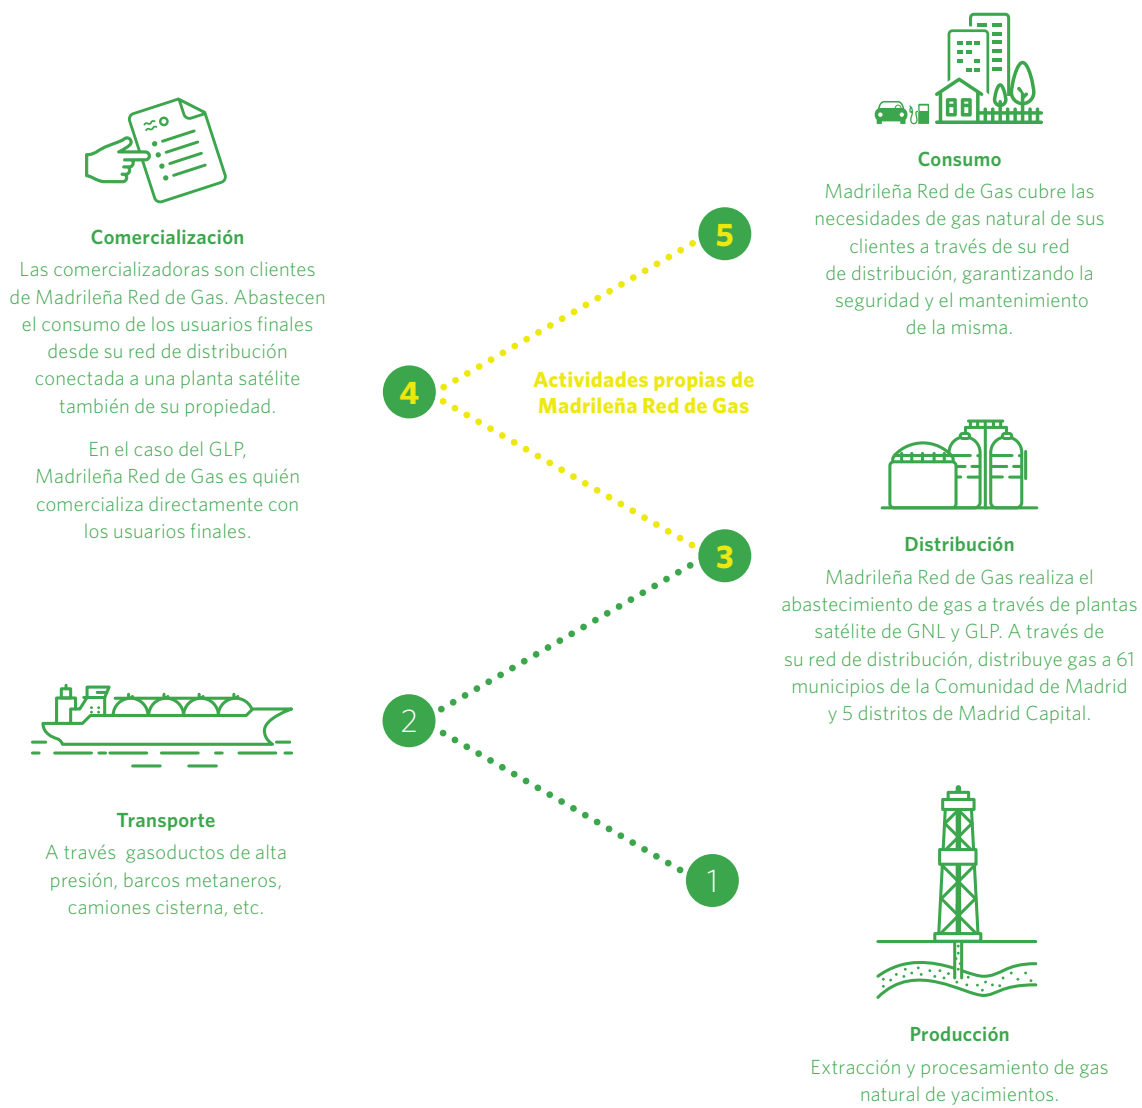 Comercialización
Las comercializadoras son clientes
de Madrileña Red de Gas. Abastecen
el consumo de los usuarios finales
desde su red de distribución
conectada a una planta satélite
también de su propiedad.
En el caso del GLP,
Madrileña Red de Gas es quién
comercializa directamente con
los usuarios finales.
Transporte
A través gasoductos de alta
presión, barcos metaneros,
camiones cisterna, etc.
5
4
Actividades propias de
Madrileña Red de Gas
3
2
1
Consumo
Madrileña Red de Gas cubre las
necesidades de gas natural de sus
clientes a través de su red
de distribución, garantizando la
seguridad y el mantenimiento
de la misma.
Distribución
Madrileña Red de Gas realiza el
abastecimiento de gas a través de plantas
satélite de GNL y GLP. A través de
su red de distribución, distribuye gas a 61
municipios de la Comunidad de Madrid
y 5 distritos de Madrid Capital.
Producción
Extracción y procesamiento de gas
natural de yacimientos.